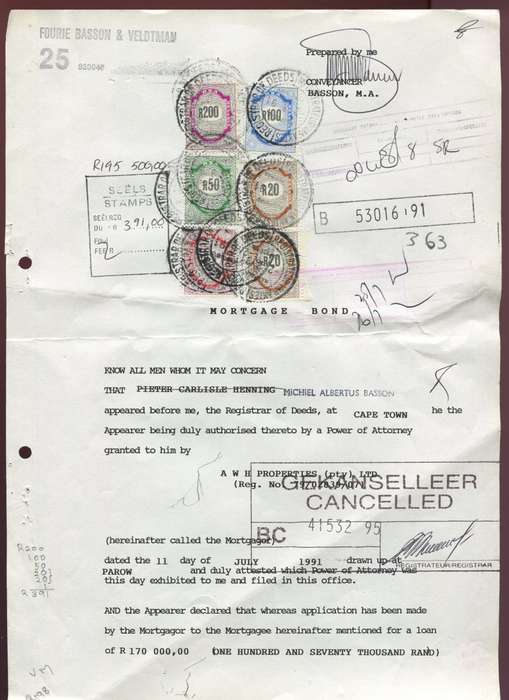 FOURIE BASSON & VELDTMAN
25
Prepared by me
CONVEYANCER
BASSON, M.A.
R200
R100
R195 500,00
R50
R20
SEËLS
STAMPS
391,00
B 53016/91
363
R20
MORTGAGE BOND
KNOW ALL MEN WHOM IT MAY CONCERN
THAT PIETER CARLISLE HENNING MICHIEL ALBERTUS BASSON
appeared before me, the Registrar of Deeds, at CAPE TOWN he the
Appearer being duly authorised thereto by a Power of Attorney
granted to him by
A W H PROPERTIES (pty) LTD
(Reg. No.
GEKANSELLEER
CANCELLED
BC 41532 95
REGISTRATEUR/REGISTRAR
(hereinafter called the Mortgagor)
dated the 11 day of JULY 1991 drawn up at
PAROW and duly attested which Power of Attorney was
this day exhibited to me and filed in this office.
R200
100
50
AND the Appearer declared that whereas application has been made
by the Mortgagor to the Mortgagee hereinafter mentioned for a loan
of R 170 000,00 (ONE HUNDRED AND SEVENTY THOUSAND RAND)